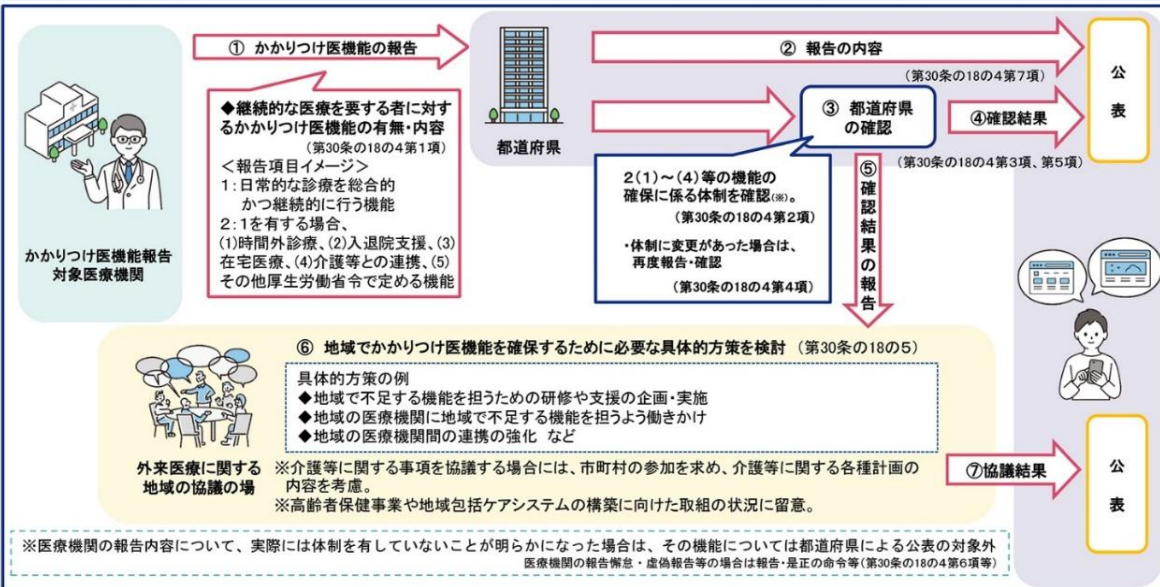 ① かかりつけ医機能の報告
◆継続的な医療を要する者に対す
るかかりつけ医機能の有無・内容
(第30条の18の4第1項)
<報告項目イメージ>
1:日常的な診療を総合的
かつ継続的に行う機能
2:1を有する場合、
(1)時間外診療、(2)入退院支援、(3)
在宅医療、(4)介護等との連携、(5)
その他厚生労働省令で定める機能
かかりつけ医機能報告
対象医療機関
都道府県
② 報告の内容
(第30条の18の4第7項)
公
表
③ 都道府県
の確認
④確認結果
(第30条の18の4第3項、第5項)
2(1)~(4)等の機能の
確保に係る体制を確認(※)。
(第30条の18の4第2項)
・体制に変更があった場合は、
再度報告・確認
(第30条の18の4第4項)
⑤確認結果の報告
⑥ 地域でかかりつけ医機能を確保するために必要な具体的方策を検討 (第30条の18の5)
具体的方策の例
◆地域で不足する機能を担うための研修や支援の企画・実施
◆地域の医療機関に地域で不足する機能を担うよう働きかけ
◆地域の医療機関間の連携の強化 など
外来医療に関する
地域の協議の場
※介護等に関する事項を協議する場合には、市町村の参加を求め、介護等に関する各種計画の
内容を考慮。
※高齢者保健事業や地域包括ケアシステムの構築に向けた取組の状況に留意。
⑦協議結果
公
表
※医療機関の報告内容について、実際には体制を有していないことが明らかになった場合は、その機能については都道府県による公表の対象外
医療機関の報告懈怠・虚偽報告等の場合は報告・是正の命令等(第30条の18の4第6項等)